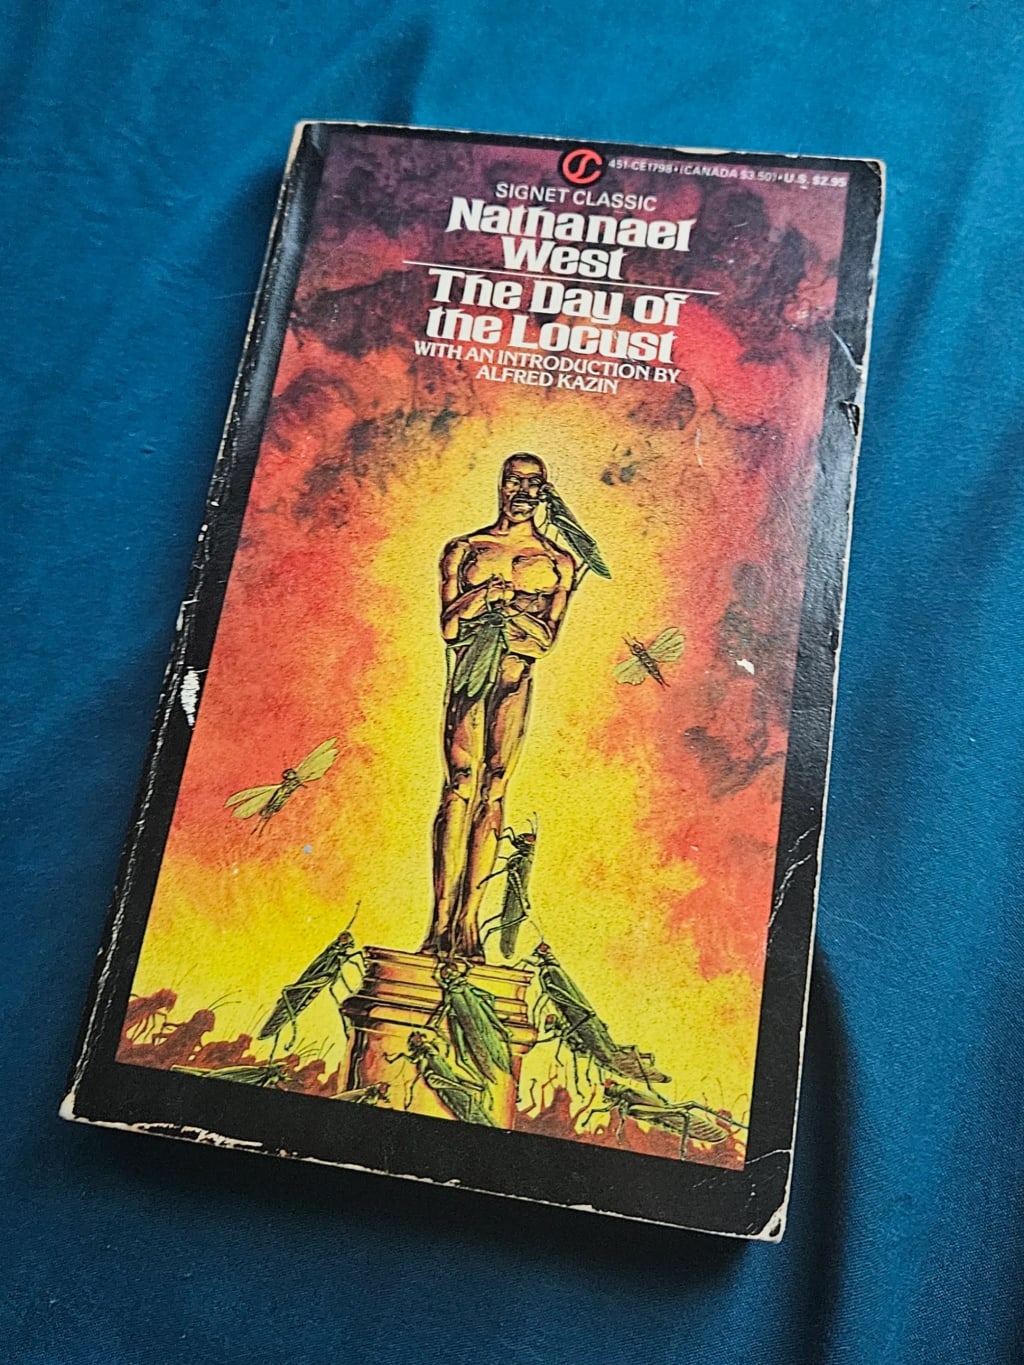 451-CE1798•(CANADA $3.50)•U.S. $2.95
SIGNET CLASSIC
Nathanael
West
The Day of
the Locust
WITH AN INTRODUCTION BY
ALFRED KAZIN